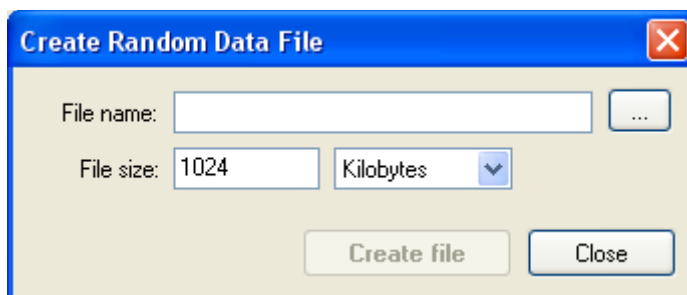 Create Random Data File
File name: ...
File size: 1024 Kilobytes
Create file Close